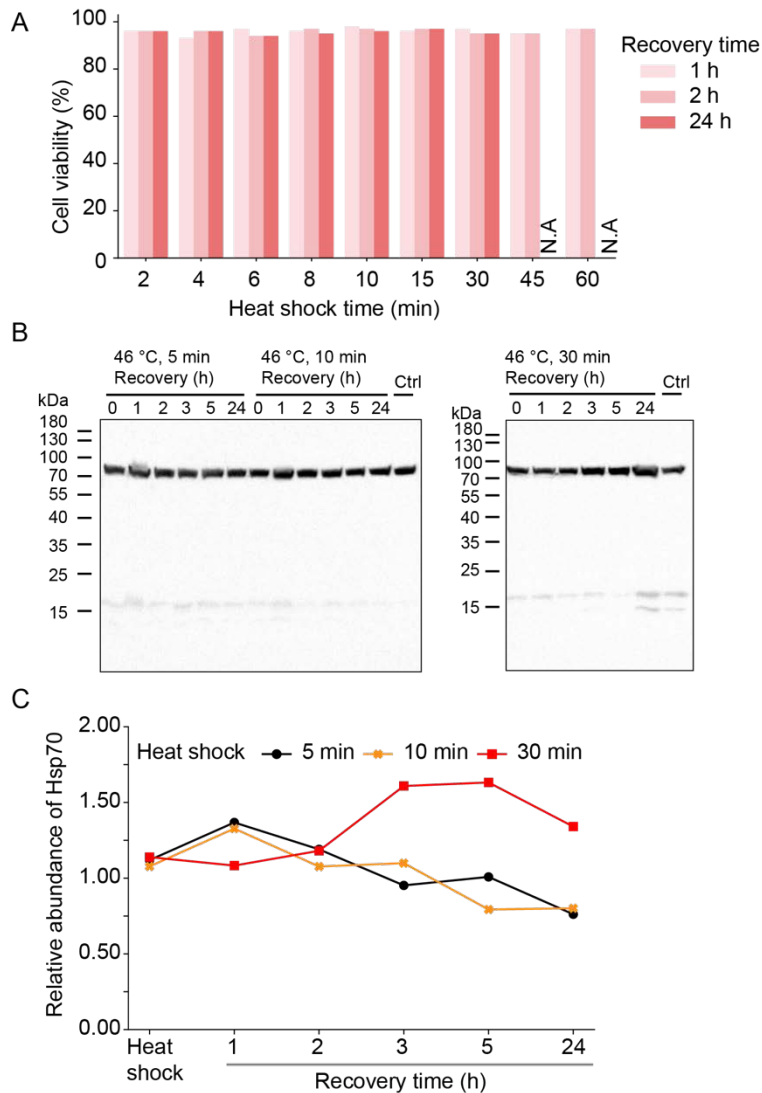 A
Cell viability (%)
100
80
60
40
20
0
N.A
N.A
2 4 6 8 10 15 30 45 60
Heat shock time (min)
Recovery time
1 h
2 h
24 h
B
46 °C, 5 min
Recovery (h)
46 °C, 10 min
Recovery (h)
Ctrl
kDa
0 1 2 3 5 24 0 1 2 3 5 24
180
130
100
70
55
40
35
25
15
46 °C, 30 min
Recovery (h)
Ctrl
kDa
0 1 2 3 5 24
180
130
100
70
55
40
35
25
15
C
Relative abundance of Hsp70
2.00
1.50
1.00
0.50
0.00
Heat shock 5 min 10 min 30 min
Heat
shock
1 2 3 5 24
Recovery time (h)